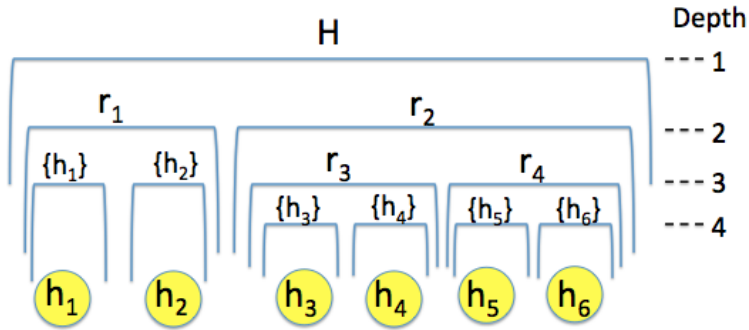 Depth
H
--- 1
r₁ r₂
--- 2
{h₁} {h₂} r₃ r₄
--- 3
{h₃} {h₄} {h₅} {h₆}
--- 4
h₁ h₂ h₃ h₄ h₅ h₆